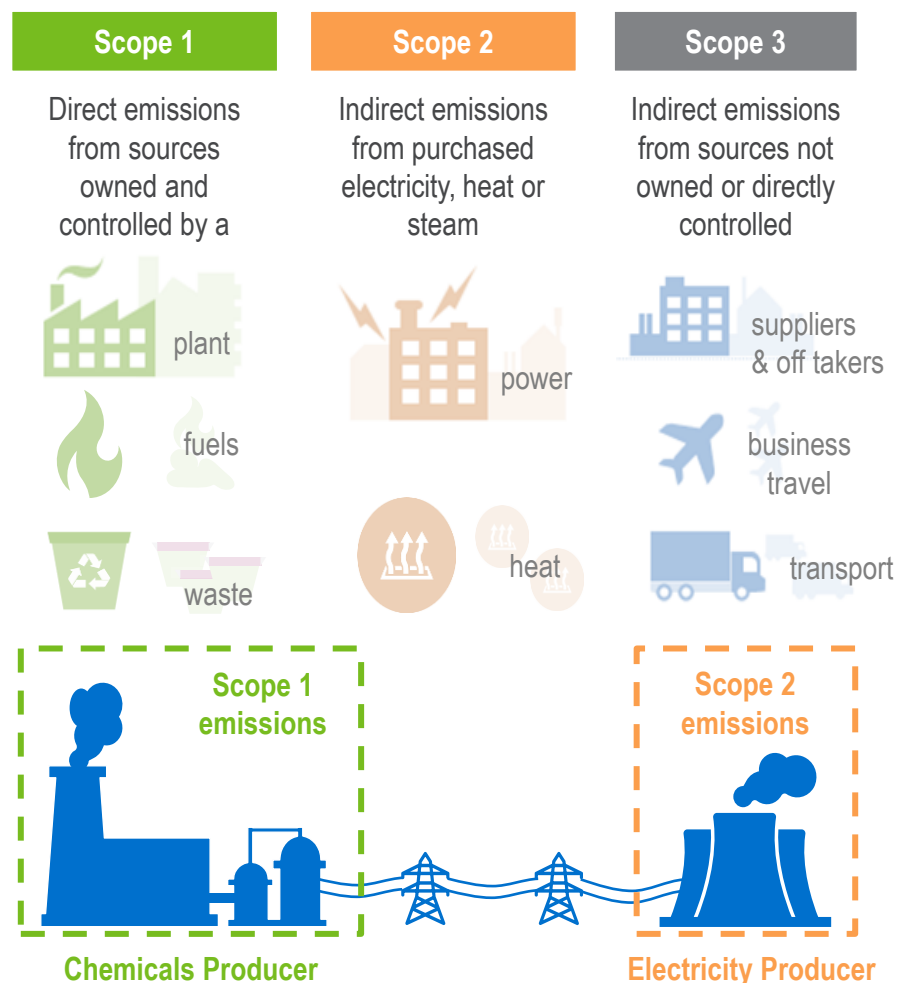 Scope 1
Direct emissions
from sources
owned and
controlled by a
plant
fuels
waste
Scope 2
Indirect emissions
from purchased
electricity, heat or
steam
power
heat
Scope 3
Indirect emissions
from sources not
owned or directly
controlled
suppliers
& off takers
business
travel
transport
Scope 1
emissions
Chemicals Producer
Scope 2
emissions
Electricity Producer